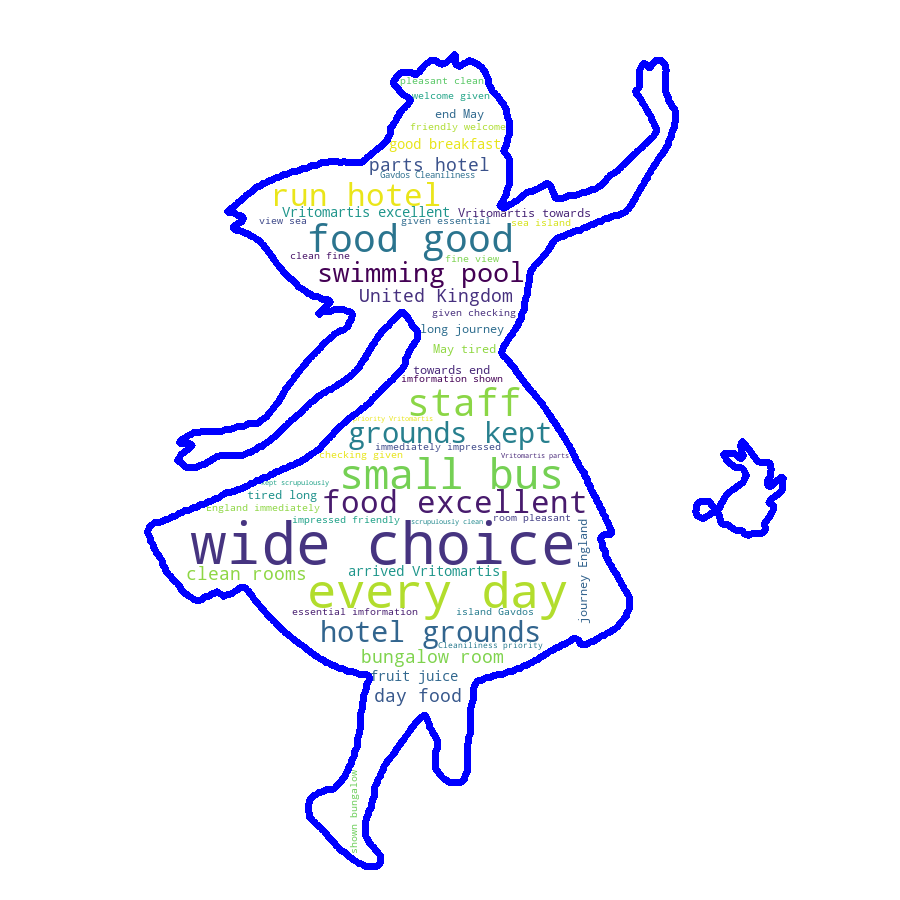 pleasant clean
welcome given
end May
friendly welcome
good breakfast
parts hotel
Gavdos Cleaniliness
run hotel
Vritomartis excellent
Vritomartis towards
view sea
given essential
sea island
food good
clean fine
fine view
swimming pool
United Kingdom
given checking
long journey
May tired
towards end
imformation shown
staff
priority Vritomartis
grounds kept
immediately impressed
checking given
Vritomartis parts
small bus
kept scrupulously
tired long
food excellent
england immediately
impressed friendly
scrupulously clean
room pleasant
wide choice
journey England
clean rooms
arrived Vritomartis
every day
essential imformation
island Gavdos
hotel grounds
Cleaniliness priority
bungalow room
fruit juice
day food
shown bungalow